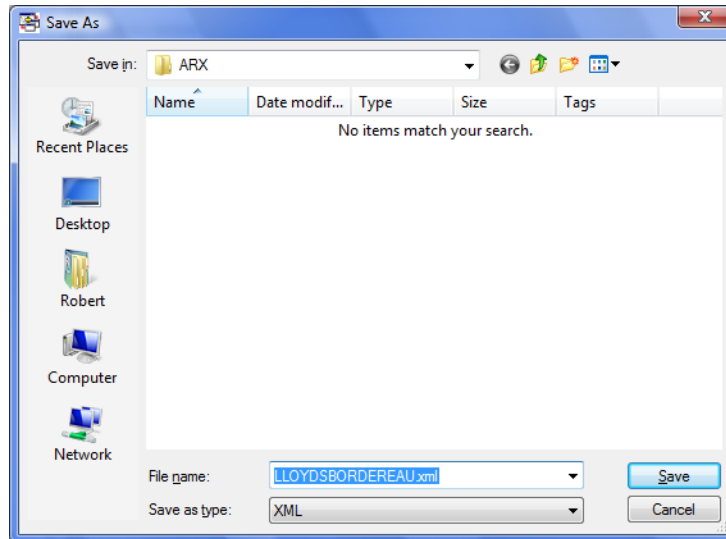 Save As
Save in: ARX
Name Date modif... Type Size Tags
No items match your search.
Recent Places
Desktop
Robert
Computer
Network
File name: LLOYDSBORDEREAU.xml Save
Save as type: XML Cancel